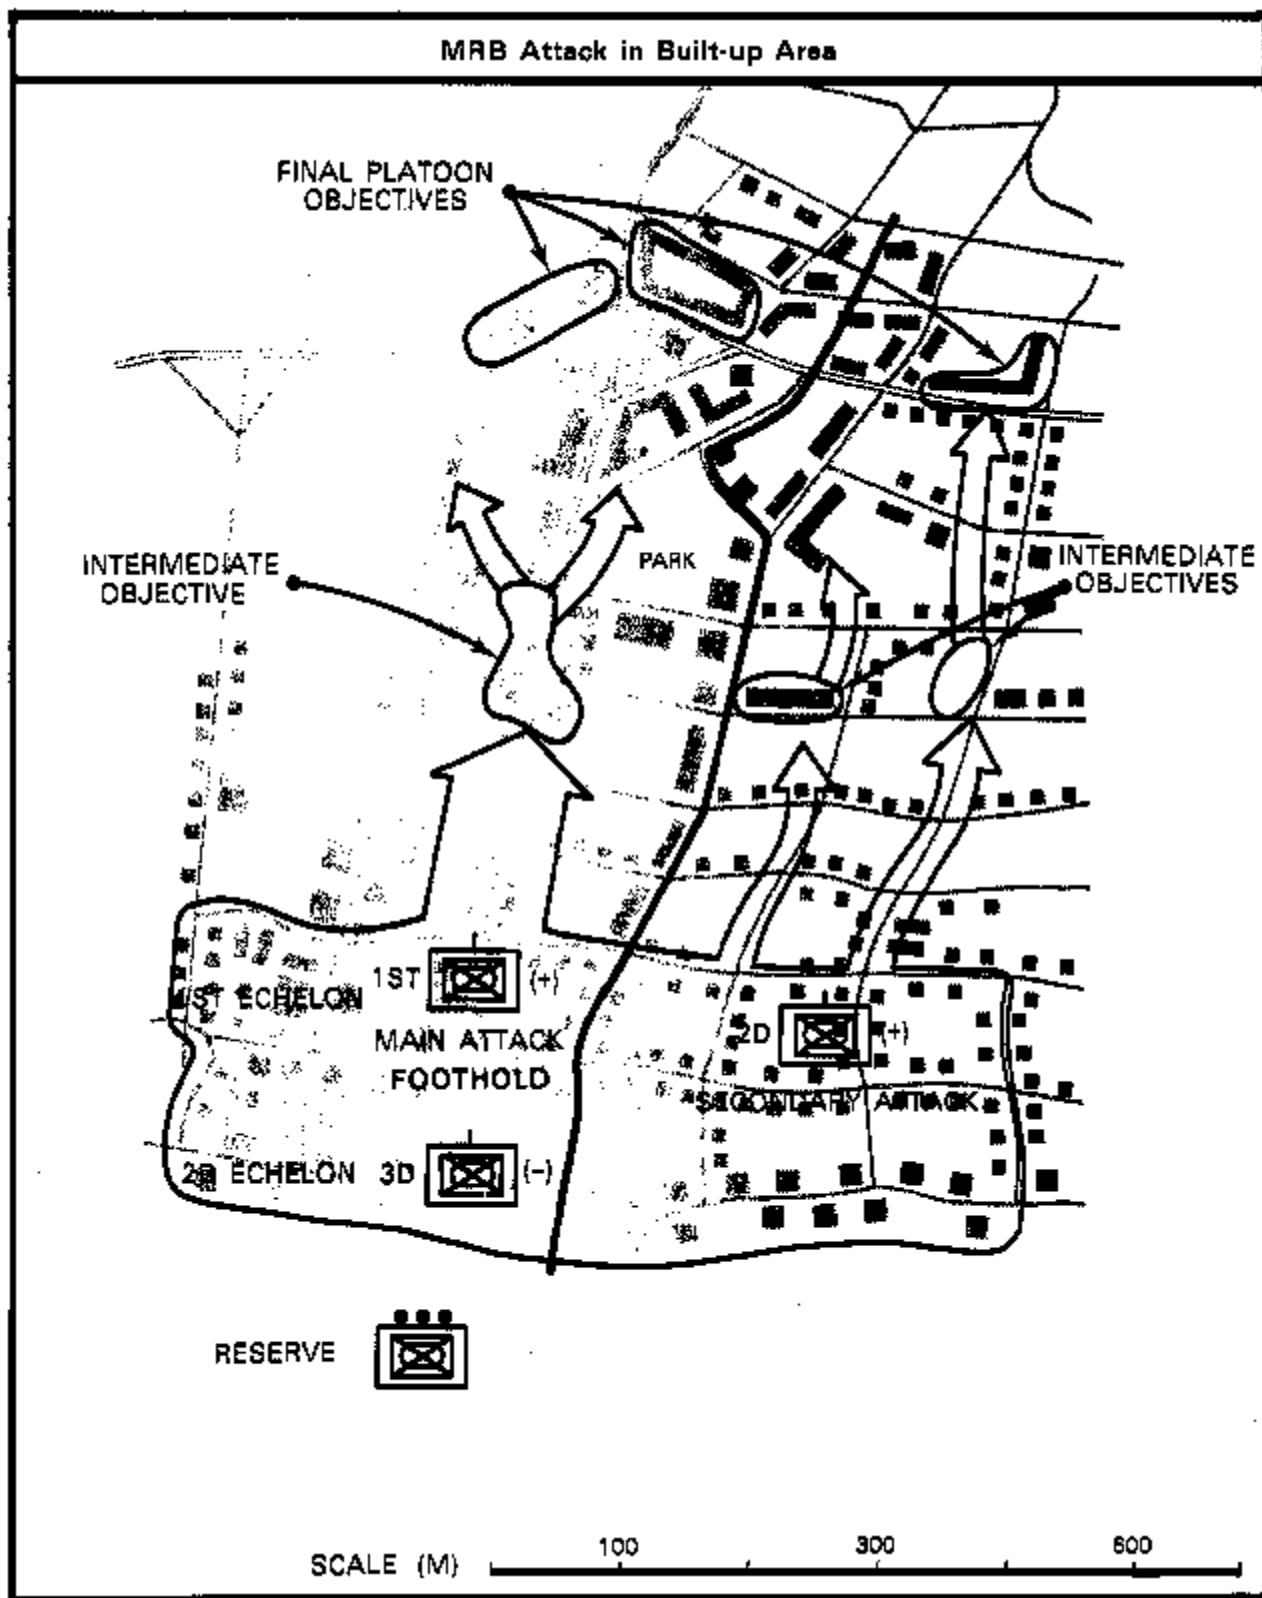 MRB Attack in Built-up Area
FINAL PLATOON
OBJECTIVES
INTERMEDIATE
OBJECTIVE
PARK
INTERMEDIATE
OBJECTIVES
1ST (+)
1ST ECHELON
MAIN ATTACK
FOOTHOLD
2D (+)
SECONDARY ATTACK
2D ECHELON 3D (-)
RESERVE
SCALE (M) 100 300 600